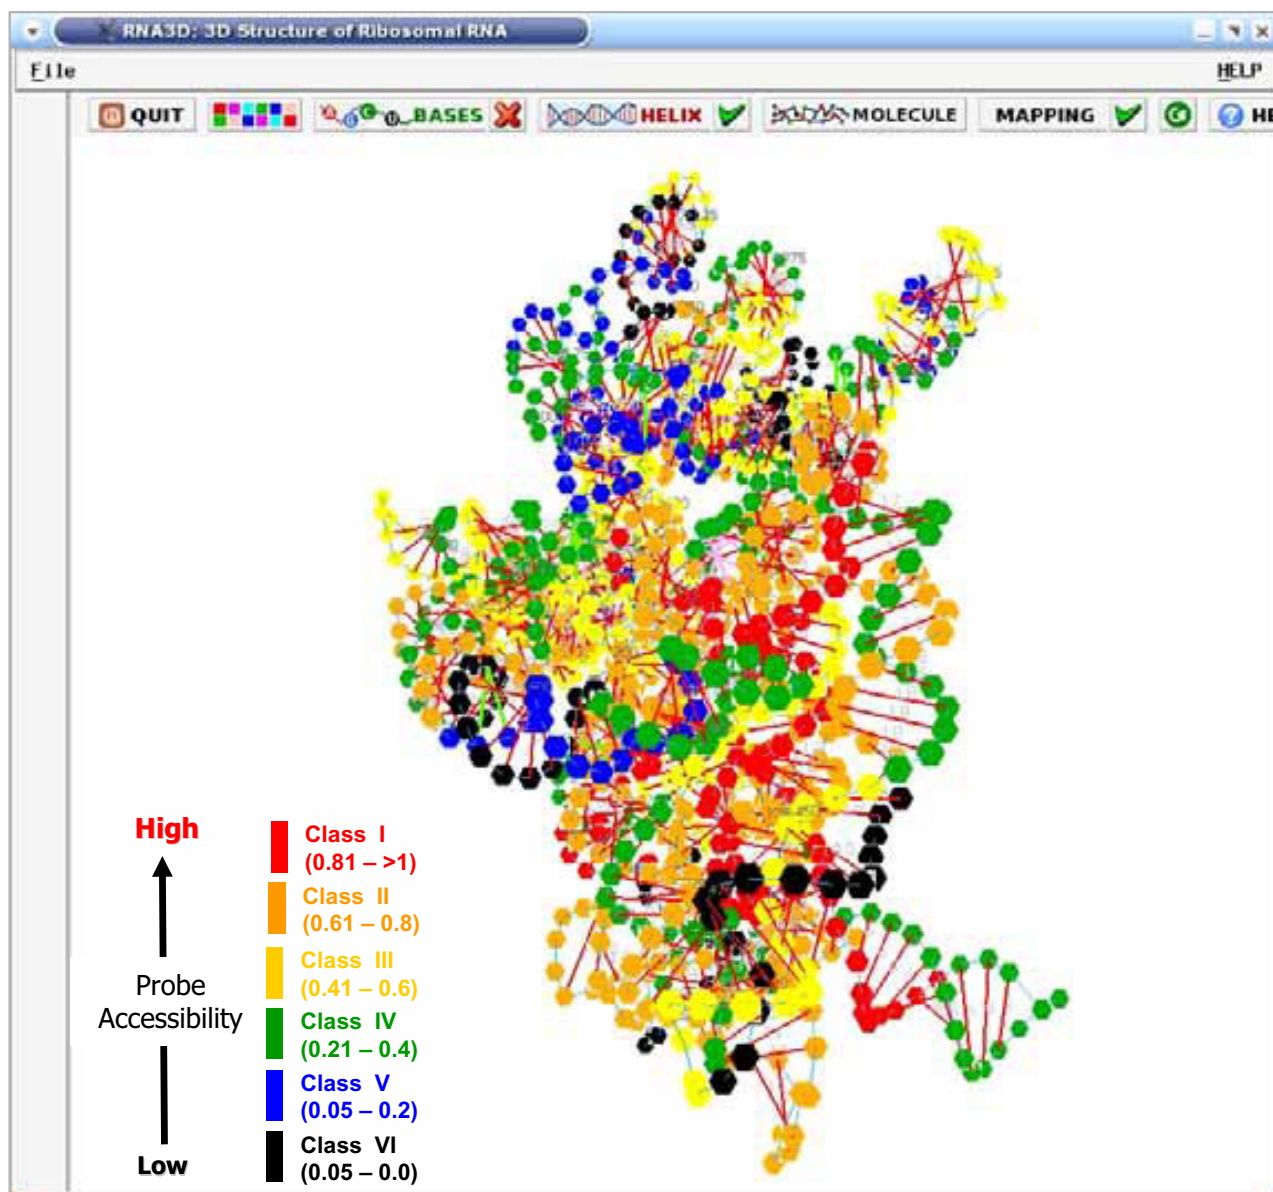 RNA3D: 3D Structure of Ribosomal RNA
File
HELP
QUIT
BASES
HELIX
MOLECULE
MAPPING
High
Class I
(0.81 – >1)
Class II
(0.61 – 0.8)
Class III
(0.41 – 0.6)
Probe
Accessibility
Class IV
(0.21 – 0.4)
Class V
(0.05 – 0.2)
Class VI
(0.05 – 0.0)
Low